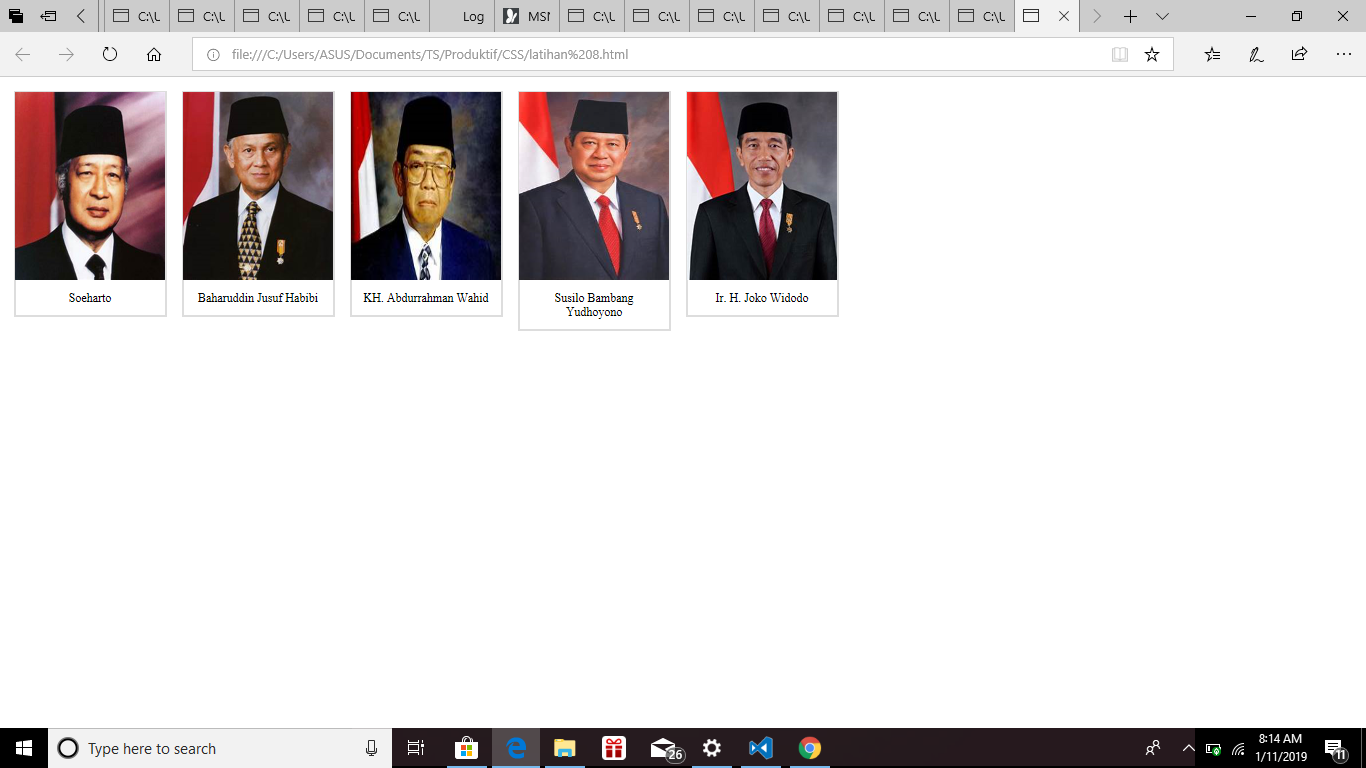 C:\U
C:\U
C:\U
C:\U
C:\U
Log
MSN
C:\U
C:\U
C:\U
C:\U
C:\U
C:\U
C:\U
file:///C:/Users/ASUS/Documents/TS/Produktif/CSS/latihan%208.html
Soeharto
Baharuddin Jusuf Habibi
KH. Abdurrahman Wahid
Susilo Bambang
Yudhoyono
Ir. H. Joko Widodo
Type here to search
26
8:14 AM
1/11/2019
11